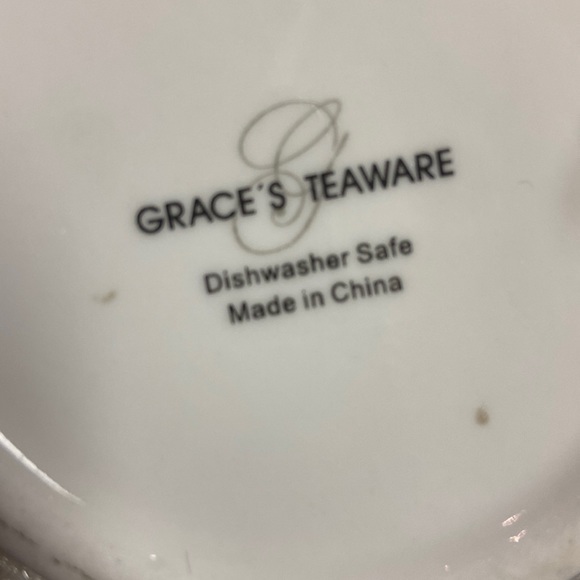 G
GRACE'S TEAWARE
Dishwasher Safe
Made in China